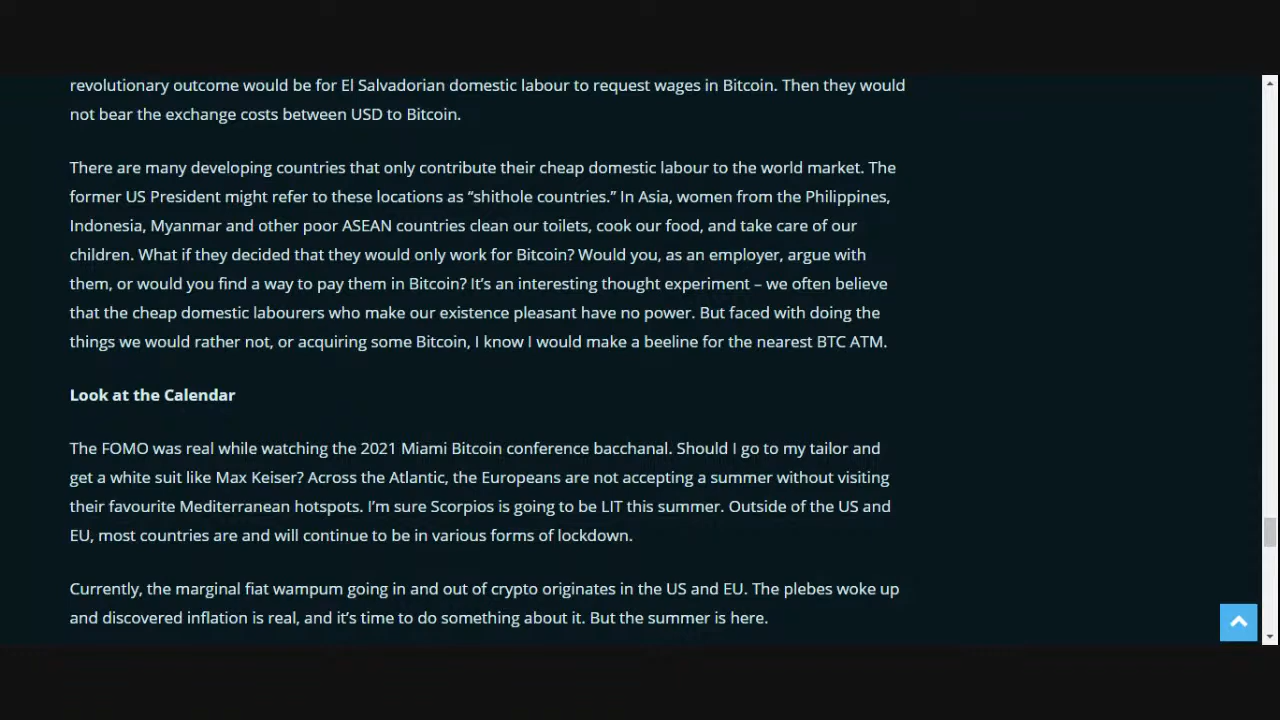 revolutionary outcome would be for El Salvadorian domestic labour to request wages in Bitcoin. Then they would
not bear the exchange costs between USD to Bitcoin.
There are many developing countries that only contribute their cheap domestic labour to the world market. The
former US President might refer to these locations as “shithole countries.” In Asia, women from the Philippines,
Indonesia, Myanmar and other poor ASEAN countries clean our toilets, cook our food, and take care of our
children. What if they decided that they would only work for Bitcoin? Would you, as an employer, argue with
them, or would you find a way to pay them in Bitcoin? It’s an interesting thought experiment – we often believe
that the cheap domestic labourers who make our existence pleasant have no power. But faced with doing the
things we would rather not, or acquiring some Bitcoin, I know I would make a beeline for the nearest BTC ATM.
Look at the Calendar
The FOMO was real while watching the 2021 Miami Bitcoin conference bacchanal. Should I go to my tailor and
get a white suit like Max Keiser? Across the Atlantic, the Europeans are not accepting a summer without visiting
their favourite Mediterranean hotspots. I’m sure Scorpios is going to be LIT this summer. Outside of the US and
EU, most countries are and will continue to be in various forms of lockdown.
Currently, the marginal fiat wampum going in and out of crypto originates in the US and EU. The plebes woke up
and discovered inflation is real, and it’s time to do something about it. But the summer is here.